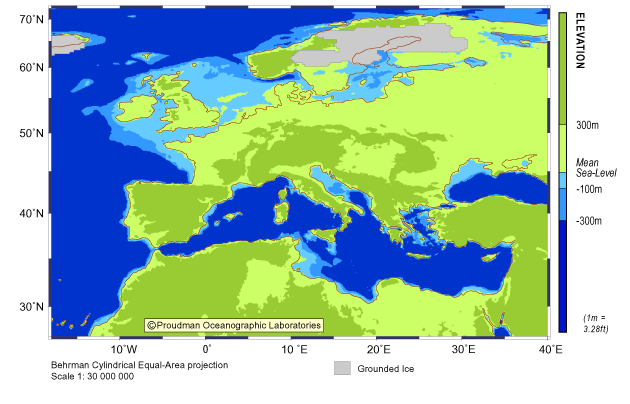 70˚N
60˚N
50˚N
40˚N
30˚N
10˚W
0˚
10˚E
20˚E
30˚E
40˚E
©Proudman Oceanographic Laboratories
ELEVATION
300m
Mean
Sea-Level
-100m
-300m
(1m =
3.28ft)
Behrman Cylindrical Equal-Area projection
Scale 1: 30 000 000
Grounded Ice